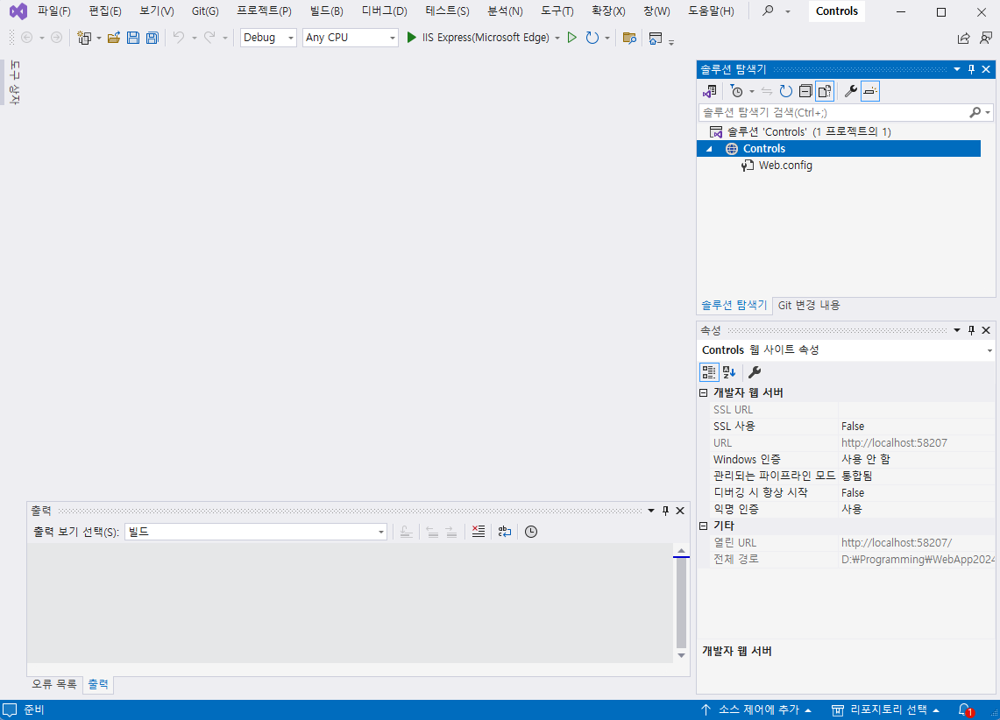 파일(F) 편집(E) 보기(V) Git(G) 프로젝트(P) 빌드(B) 디버그(D) 테스트(S) 분석(N) 도구(T) 확장(X) 창(W) 도움말(H) Controls
Debug Any CPU IIS Express(Microsoft Edge)
도구 상자
솔루션 탐색기
솔루션 탐색기 검색(Ctrl+;)
솔루션 'Controls' (1 프로젝트의 1)
Controls
Web.config
솔루션 탐색기 Git 변경 내용
속성
Controls 웹 사이트 속성
개발자 웹 서버
SSL URL
SSL 사용 False
URL http://localhost:58207
Windows 인증 사용 안 함
관리되는 파이프라인 모드 통합됨
디버깅 시 항상 시작 False
익명 인증 사용
기타
열린 URL http://localhost:58207/
전체 경로 D:₩Programming₩WebApp2024
개발자 웹 서버
출력
출력 보기 선택(S): 빌드
오류 목록 출력
준비 소스 제어에 추가 리포지토리 선택 1